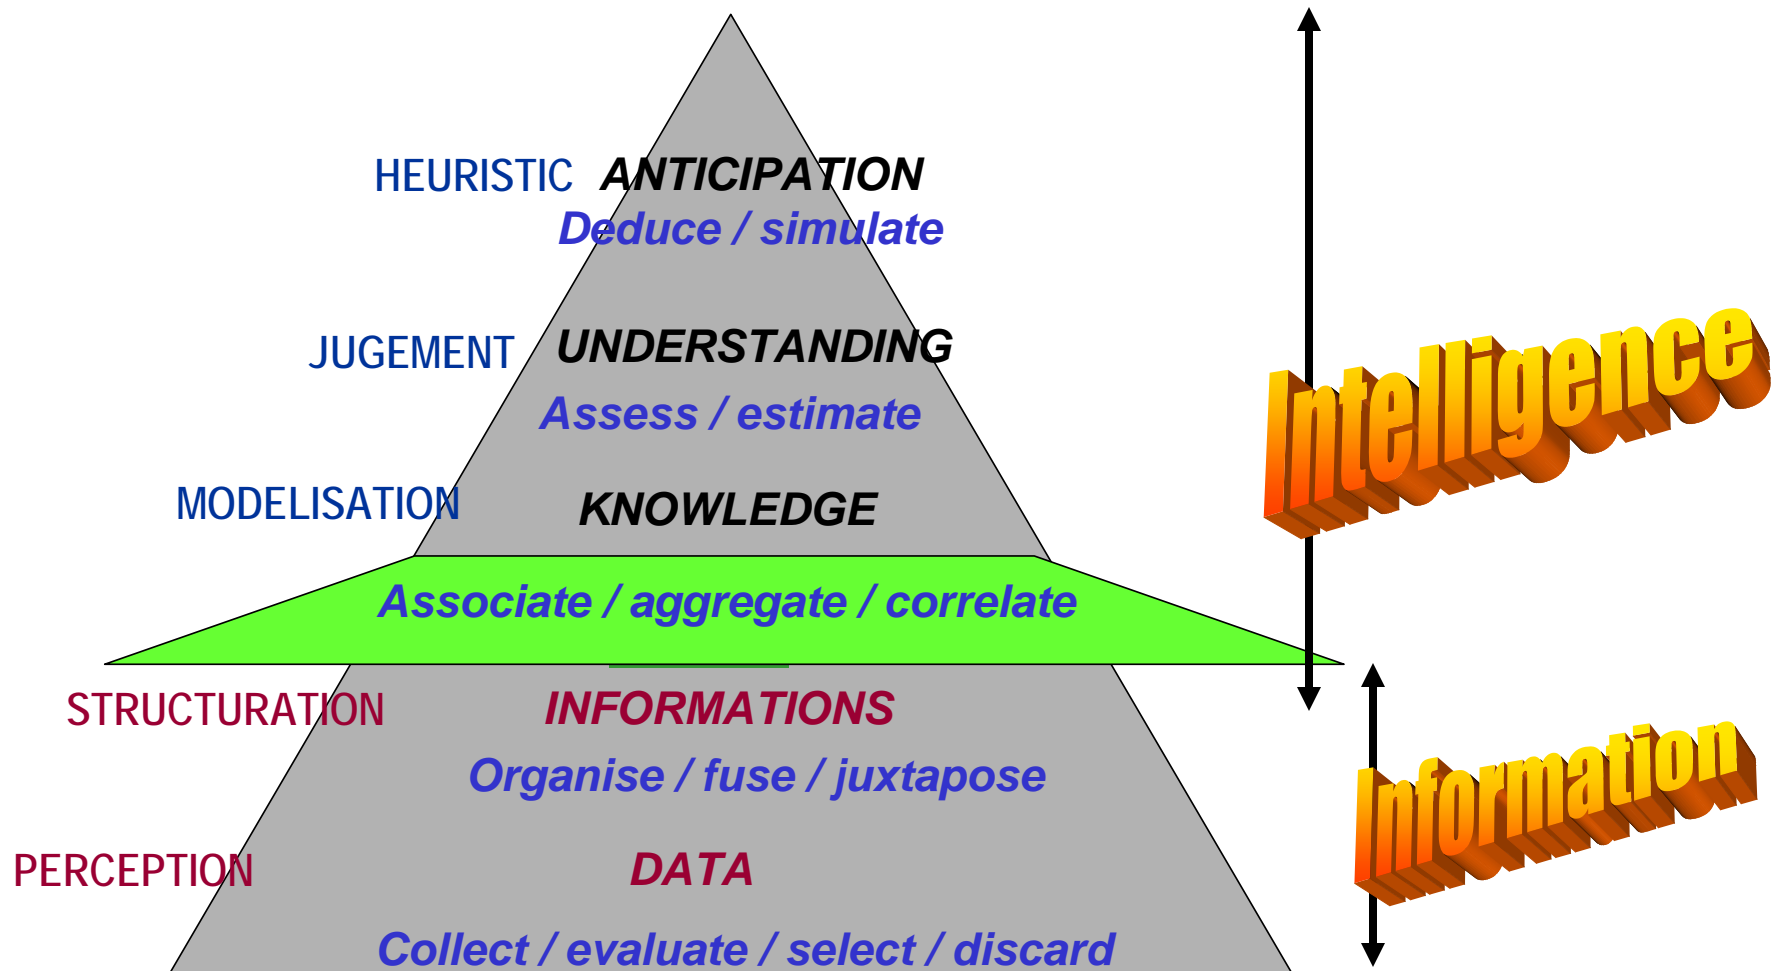 HEURISTIC ANTICIPATION
Deduce / simulate
JUGEMENT UNDERSTANDING
Assess / estimate
MODELISATION KNOWLEDGE
Associate / aggregate / correlate
STRUCTURATION INFORMATIONS
Organise / fuse / juxtapose
PERCEPTION DATA
Collect / evaluate / select / discard
Intelligence
Information